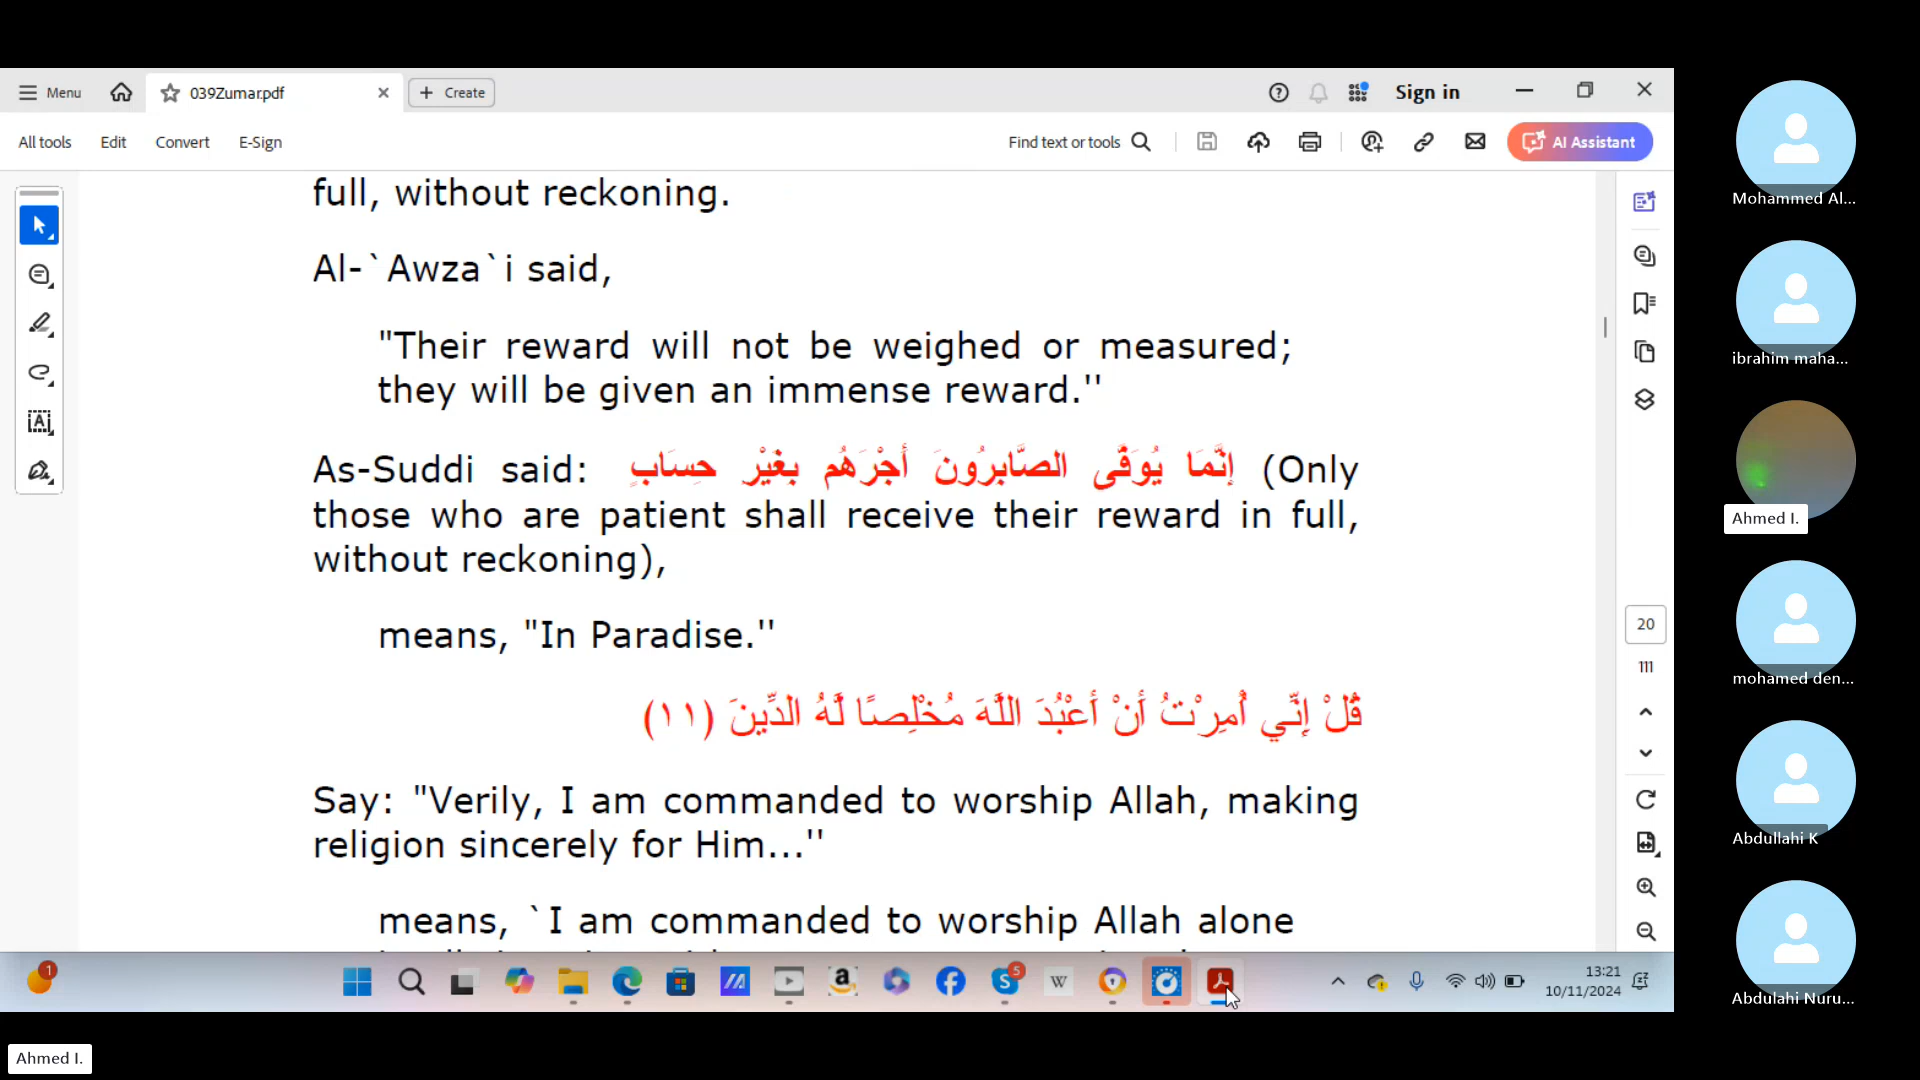 Menu
039Zumar.pdf
Create
Sign in
All tools
Edit
Convert
E-Sign
Find text or tools
AI Assistant
full, without reckoning.
Al-`Awza`i said,
"Their reward will not be weighed or measured;
they will be given an immense reward.''
As-Suddi said: إِنَّمَا يُوَفَّى الصَّابِرُونَ أَجْرَهُم بِغَيْرِ حِسَابٍ (Only
those who are patient shall receive their reward in full,
without reckoning),
means, "In Paradise.''
قُلْ إِنِّي أُمِرْتُ أَنْ أَعْبُدَ اللَّهَ مُخْلِصًا لَّهُ الدِّينَ (١١)
Say: "Verily, I am commanded to worship Allah, making
religion sincerely for Him...''
means, `I am commanded to worship Allah alone
20
111
1
5
13:21
10/11/2024
Mohammed Al...
ibrahim maha...
Ahmed I.
mohamed den...
Abdullahi K
Abdulahi Nuru...
Ahmed I.